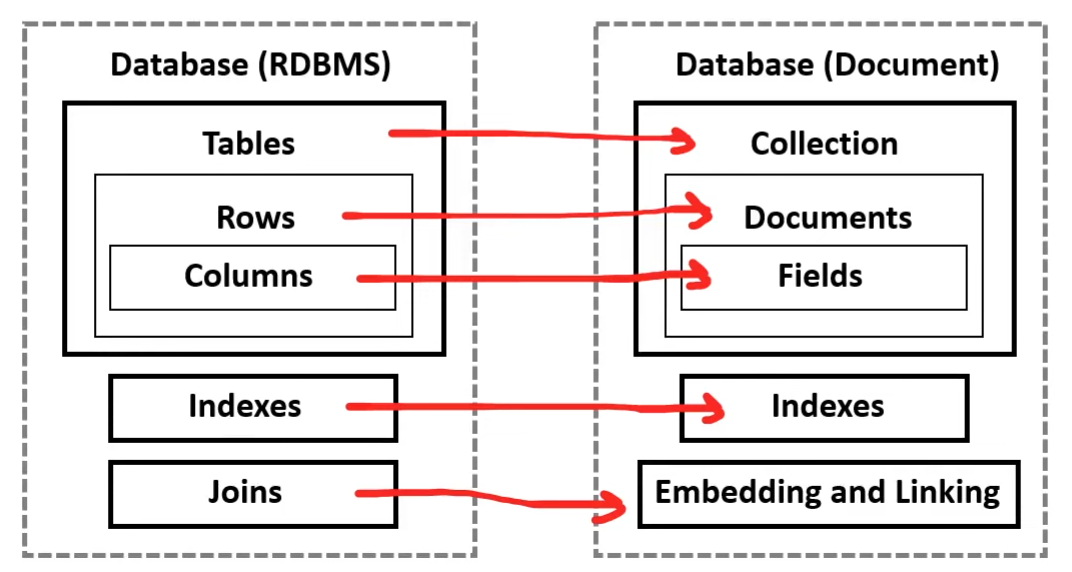 Database (RDBMS)
Tables
Rows
Columns
Indexes
Joins
Database (Document)
Collection
Documents
Fields
Indexes
Embedding and Linking